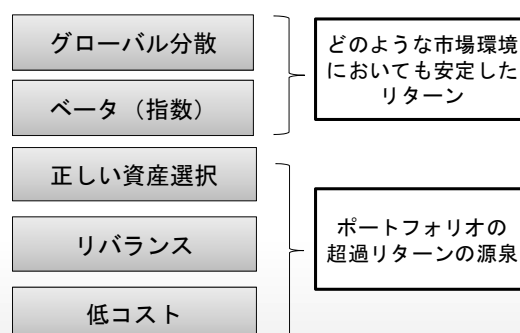 グローバル分散
ベータ（指数）
どのような市場環境
においても安定した
リターン
正しい資産選択
リバランス
低コスト
ポートフォリオの
超過リターンの源泉